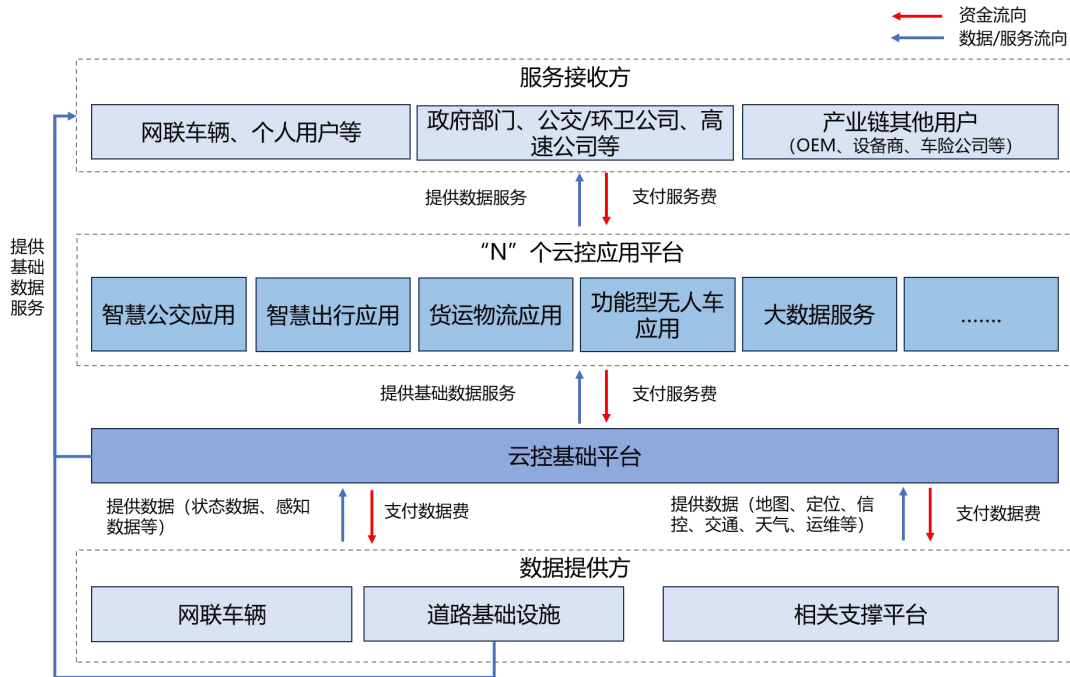 资金流向
数据/服务流向
服务接收方
网联车辆、个人用户等
政府部门、公交/环卫公司、高
速公司等
产业链其他用户
（OEM、设备商、车险公司等）
提供数据服务
支付服务费
提供
基础
数据
服务
“N”个云控应用平台
智慧公交应用
智慧出行应用
货运物流应用
功能型无人车
应用
大数据服务
.......
提供基础数据服务
支付服务费
云控基础平台
提供数据（状态数据、感知
数据等）
支付数据费
提供数据（地图、定位、信
控、交通、天气、运维等）
支付数据费
数据提供方
网联车辆
道路基础设施
相关支撑平台